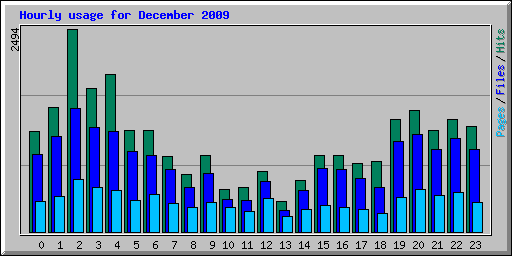 Hourly usage for December 2009
2494
Pages / Files / Hits
0 1 2 3 4 5 6 7 8 9 10 11 12 13 14 15 16 17 18 19 20 21 22 23